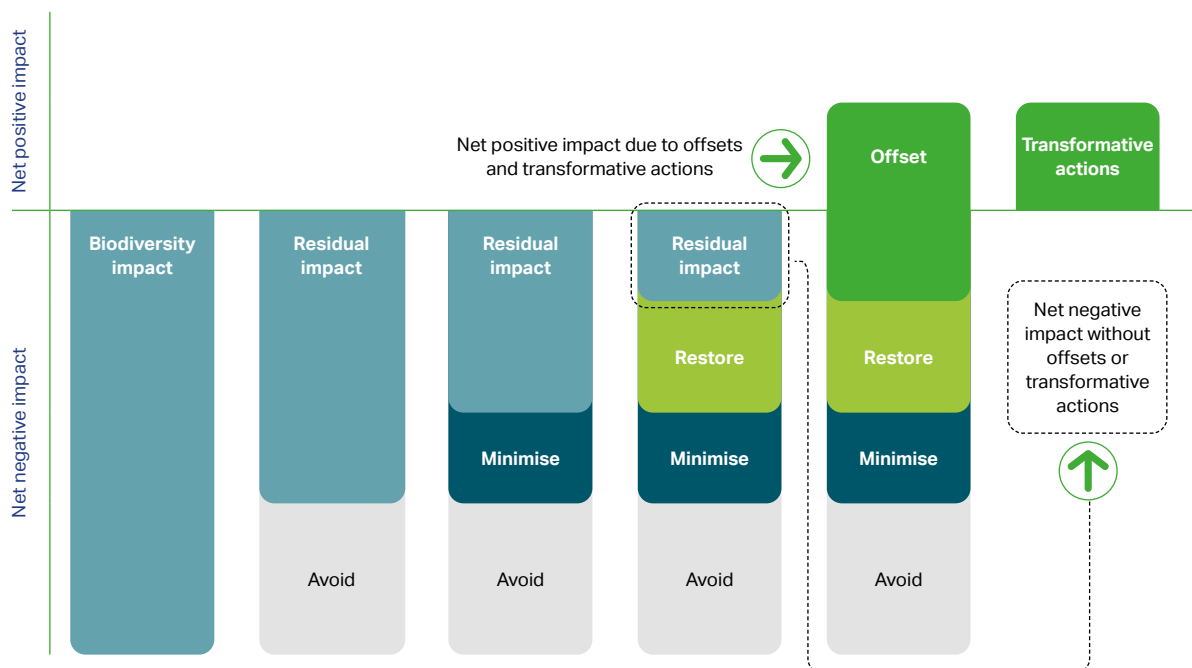 Net positive impact
Net positive impact due to offsets
and transformative actions
Offset
Transformative
actions
Net negative impact
Biodiversity
impact
Residual
impact
Residual
impact
Residual
impact
Net negative
impact without
offsets or
transformative
actions
Restore
Restore
Minimise
Minimise
Minimise
Avoid
Avoid
Avoid
Avoid